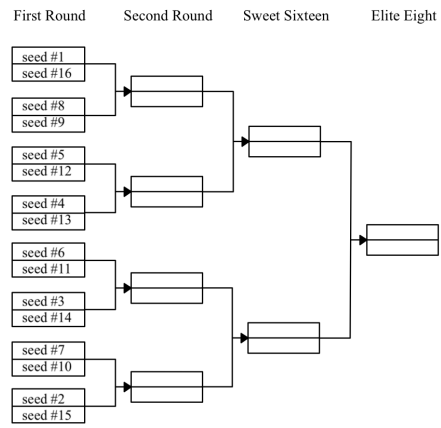 First Round Second Round Sweet Sixteen Elite Eight
seed #1
seed #16
seed #8
seed #9
seed #5
seed #12
seed #4
seed #13
seed #6
seed #11
seed #3
seed #14
seed #7
seed #10
seed #2
seed #15